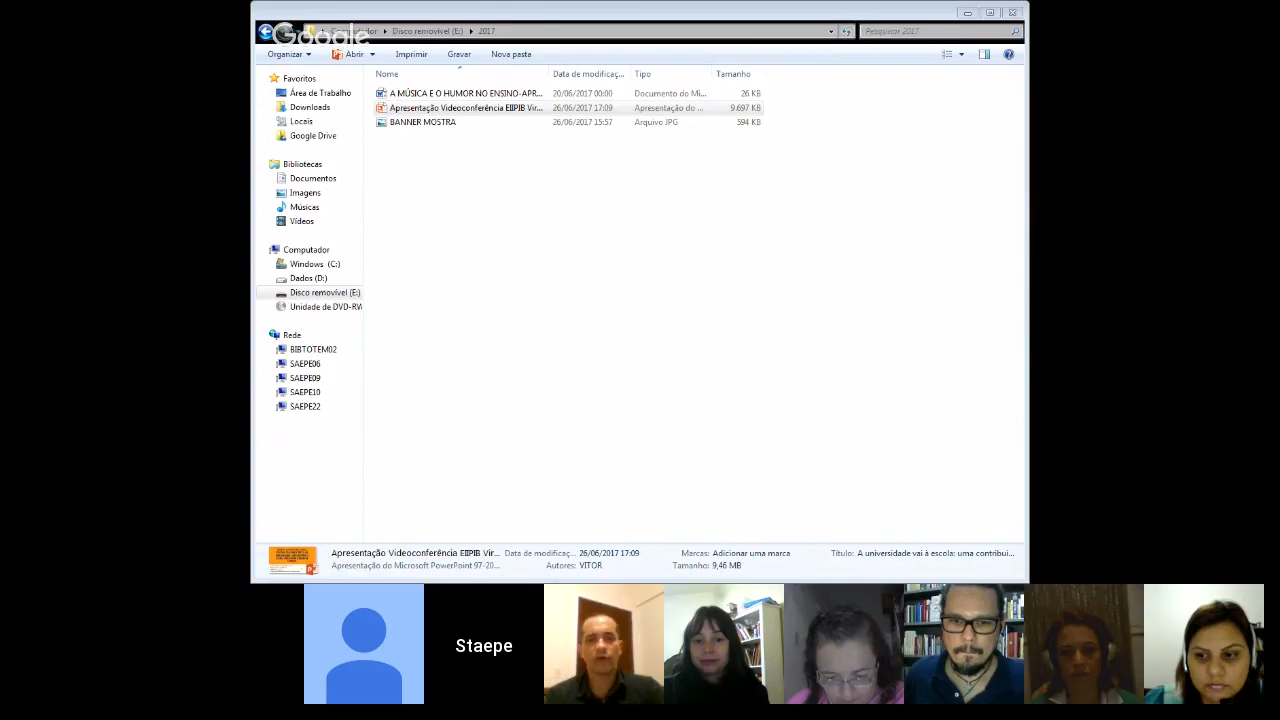 Google
Disco removível (E:) ▸ 2017
Pesquisar 2017
Organizar Abrir Imprimir Gravar Nova pasta
Nome Data de modificaç... Tipo Tamanho
A MÚSICA E O HUMOR NO ENSINO-APR... 20/06/2017 00:00 Documento do Mi... 26 KB
Apresentação Videoconferência EIIPIB Vir... 26/06/2017 17:09 Apresentação do ... 9.697 KB
BANNER MOSTRA 26/06/2017 15:57 Arquivo JPG 594 KB
Favoritos
Área de Trabalho
Downloads
Locais
Google Drive
Bibliotecas
Documentos
Imagens
Músicas
Vídeos
Computador
Windows (C:)
Dados (D:)
Disco removível (E:)
Unidade de DVD-RW
Rede
BIBTOTEM02
SAEPE06
SAEPE09
SAEPE10
SAEPE22
Apresentação Videoconferência EIIPIB Vir... Data de modificaç... 26/06/2017 17:09 Marcas: Adicionar uma marca Título: A universidade vai à escola: uma contribui...
Apresentação do Microsoft PowerPoint 97-20... Autores: VITOR Tamanho: 9,46 MB
Staepe